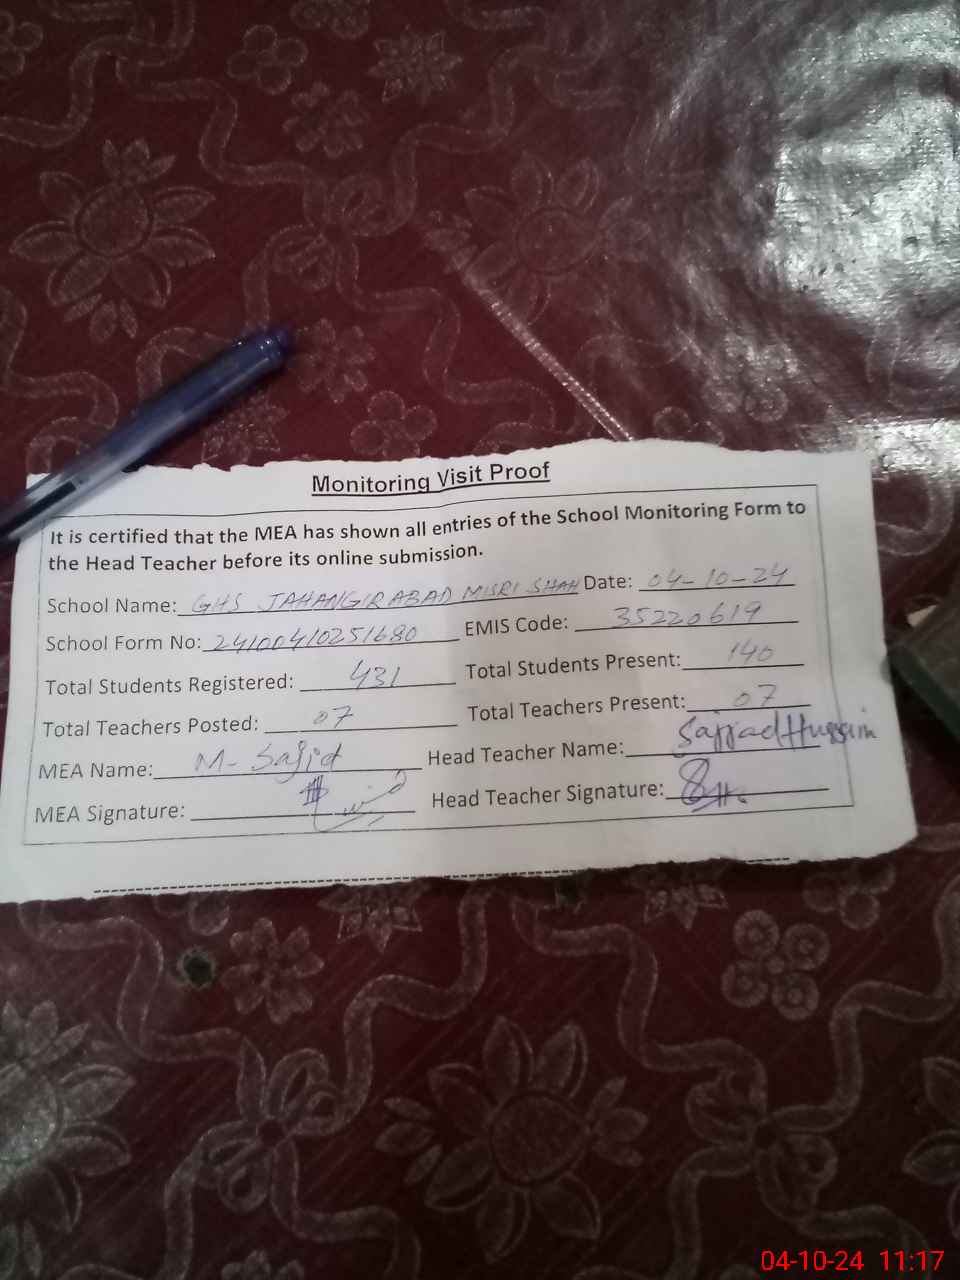 Monitoring Visit Proof
It is certified that the MEA has shown all entries of the School Monitoring Form to
the Head Teacher before its online submission.
School Name: GHS JAHANGIRABAD MISRI SHAH Date: 04-10-24
School Form No: 24100410251680 EMIS Code: 35220619
Total Students Registered: 431 Total Students Present: 140
Total Teachers Posted: 07 Total Teachers Present: 07
MEA Name: M- Sajid Head Teacher Name: Sajjad Hussain
MEA Signature: Head Teacher Signature:
04-10-24 11:17